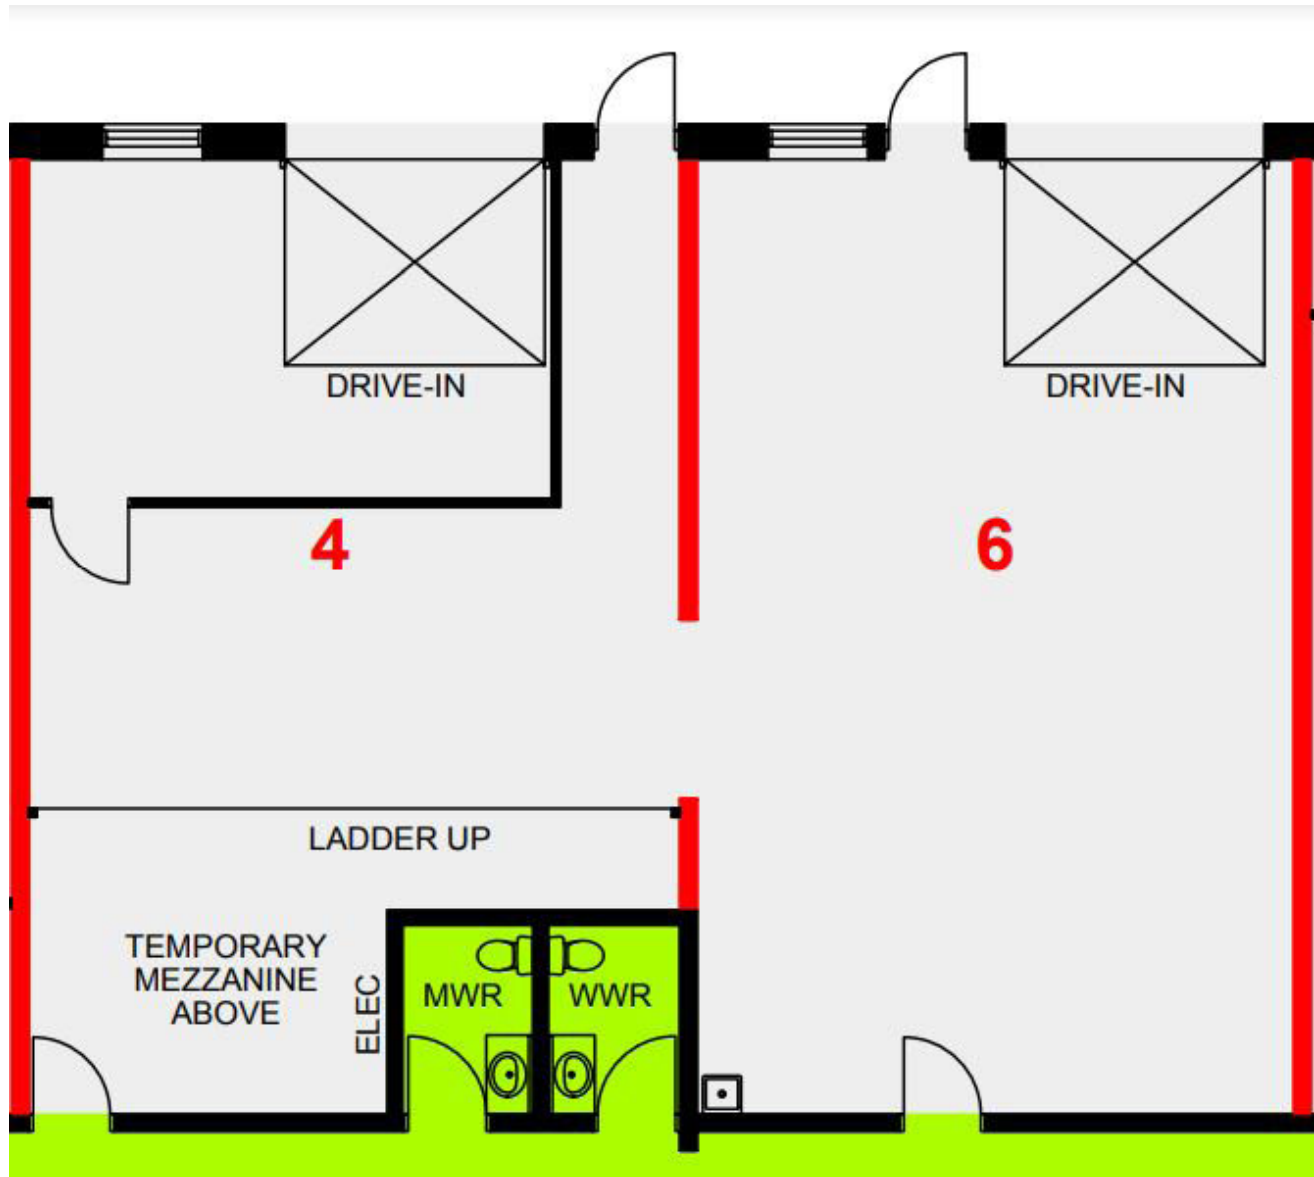 DRIVE-IN
DRIVE-IN
4
6
LADDER UP
TEMPORARY
MEZZANINE
ABOVE
ELEC
MWR
WWR